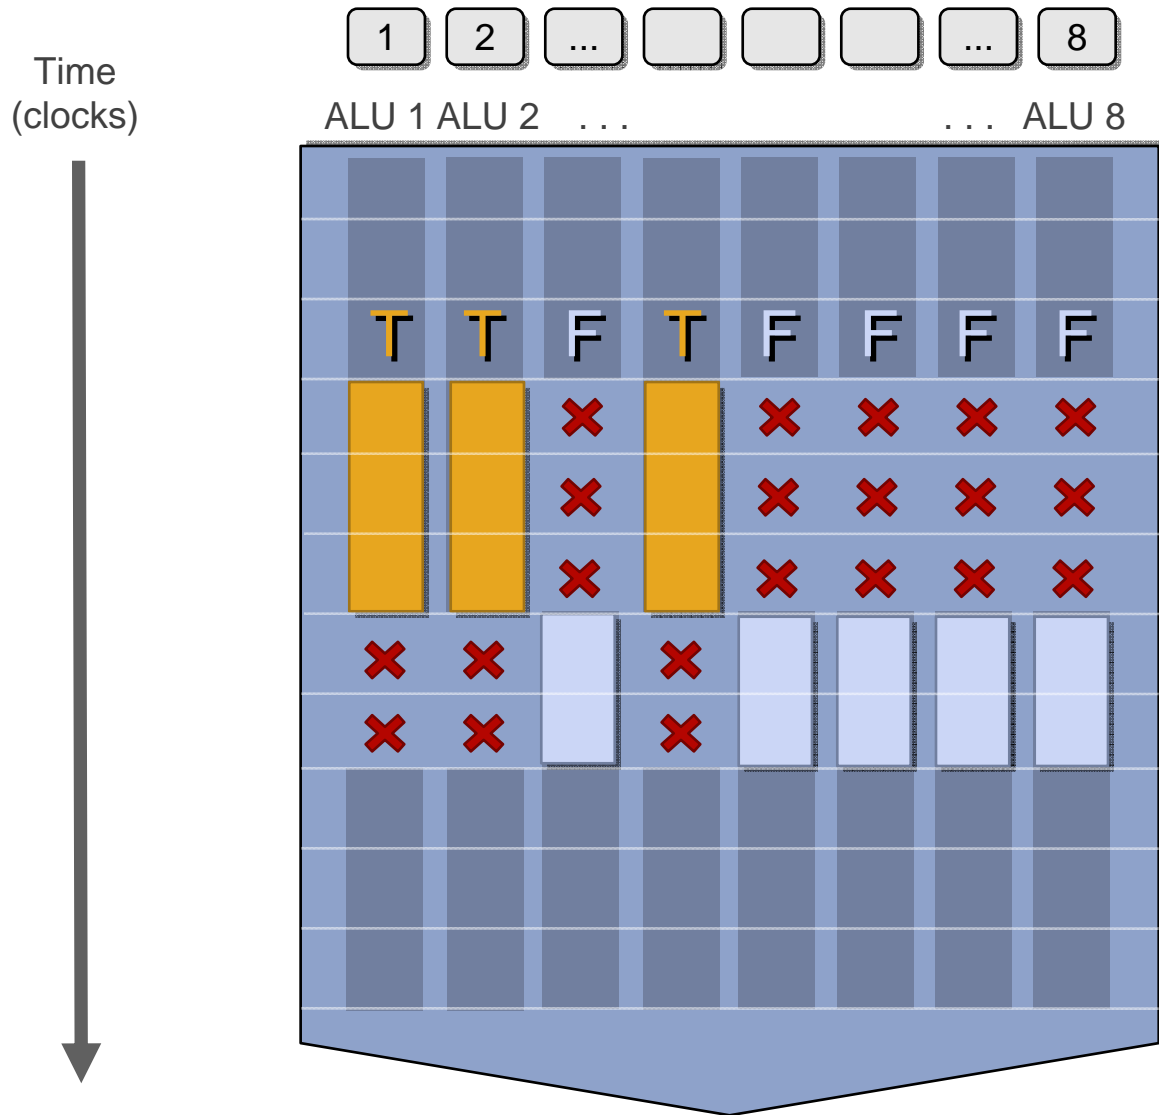 1 2 ... ... 8
Time
(clocks)
ALU 1 ALU 2 . . . . . . ALU 8
T T F T F F F F